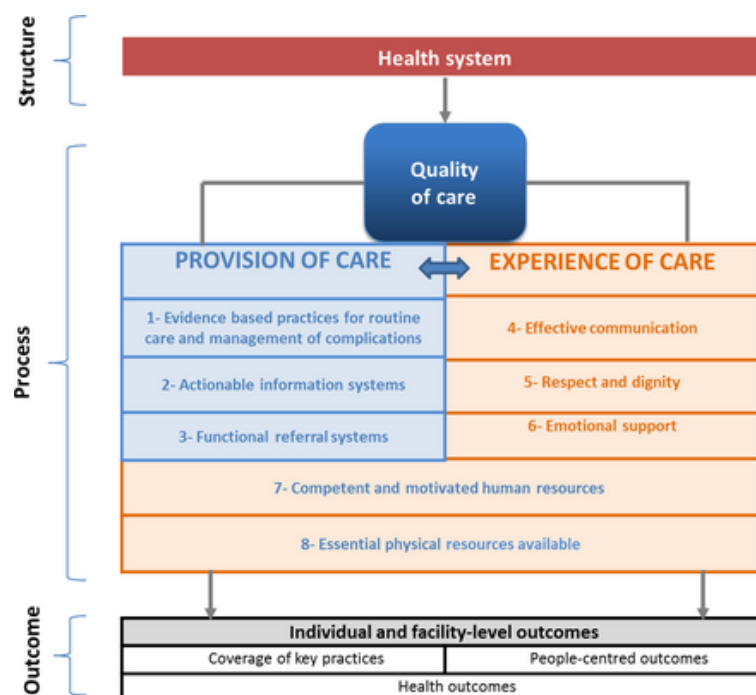 Structure
Health system
Quality
of care
Process
PROVISION OF CARE
EXPERIENCE OF CARE
1- Evidence based practices for routine
care and management of complications
4- Effective communication
2- Actionable information systems
5- Respect and dignity
3- Functional referral systems
6- Emotional support
7- Competent and motivated human resources
8- Essential physical resources available
Outcome
Individual and facility-level outcomes
Coverage of key practices
People-centred outcomes
Health outcomes